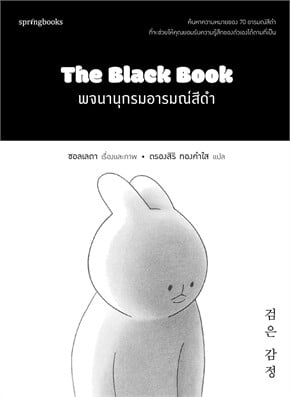 springbooks
ค้นหาความหมายของ 70 อารมณ์สีดำ
ที่จะช่วยให้คุณยอมรับความรู้สึกของตัวเองได้ตามที่เป็น
The Black Book
พจนานุกรมอารมณ์สีดำ
ซอลเลดา เรื่องและภาพ • ตรองสิริ ทองคำใส แปล
검은 감정